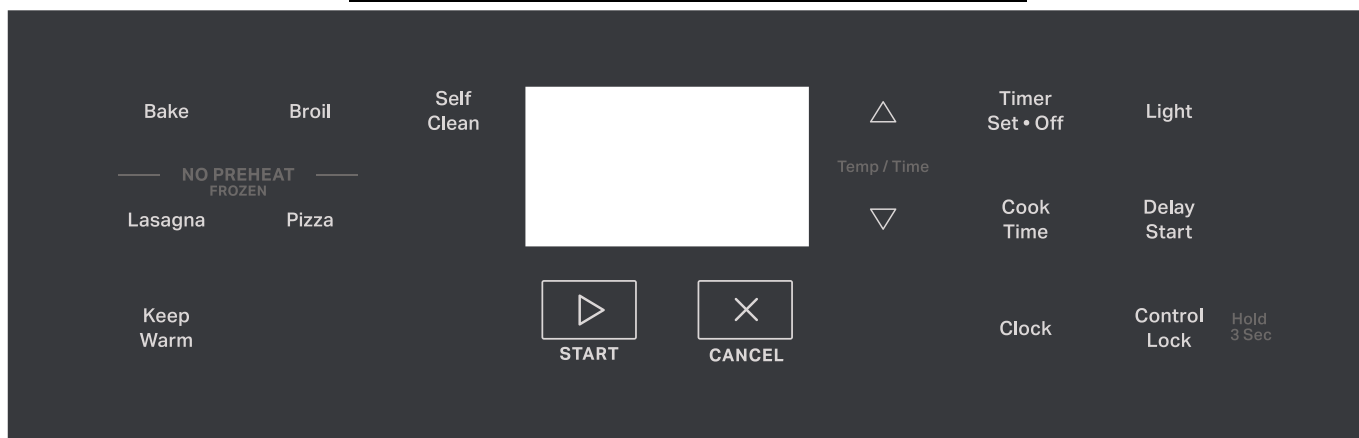 Bake
Broil
Self
Clean
NO PREHEAT
FROZEN
Lasagna
Pizza
Keep
Warm
START
CANCEL
Temp / Time
Timer
Set • Off
Light
Cook
Time
Delay
Start
Clock
Control
Lock
Hold
3 Sec